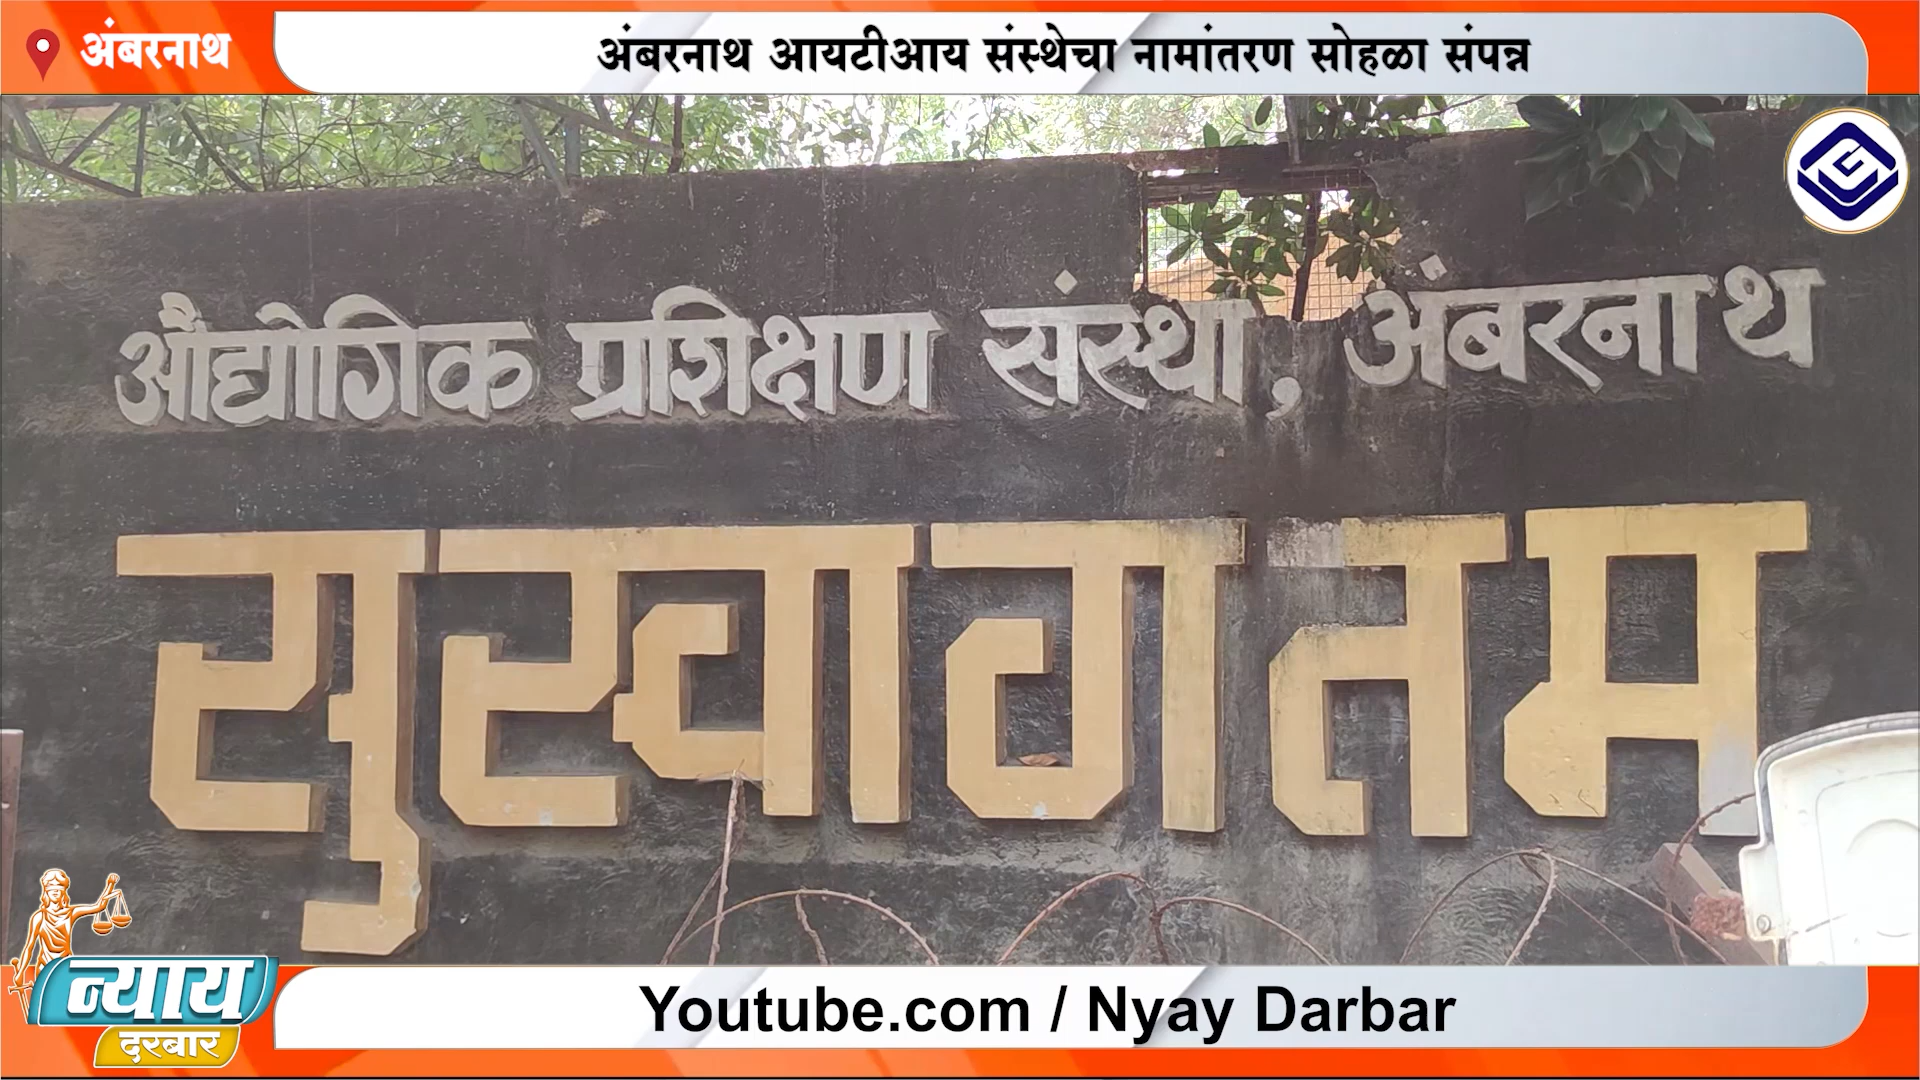 अंबरनाथ
अंबरनाथ आयटीआय संस्थेचा नामांतरण सोहळा संपन्न
औद्योगिक प्रशिक्षण संस्था, अंबरनाथ
सुस्वागतम
न्याय
दरबार
Youtube.com / Nyay Darbar